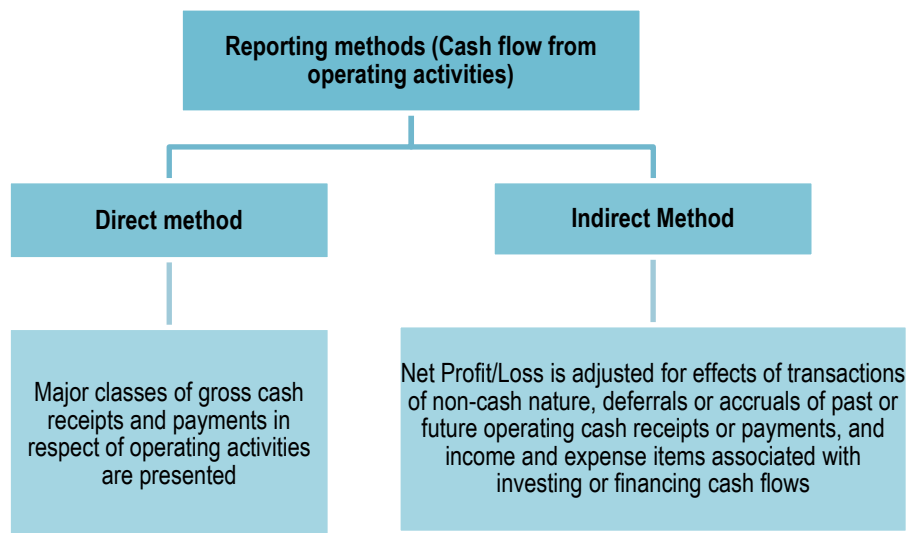 Reporting methods (Cash flow from
operating activities)
Direct method
Indirect Method
Major classes of gross cash
receipts and payments in
respect of operating activities
are presented
Net Profit/Loss is adjusted for effects of transactions
of non-cash nature, deferrals or accruals of past or
future operating cash receipts or payments, and
income and expense items associated with
investing or financing cash flows